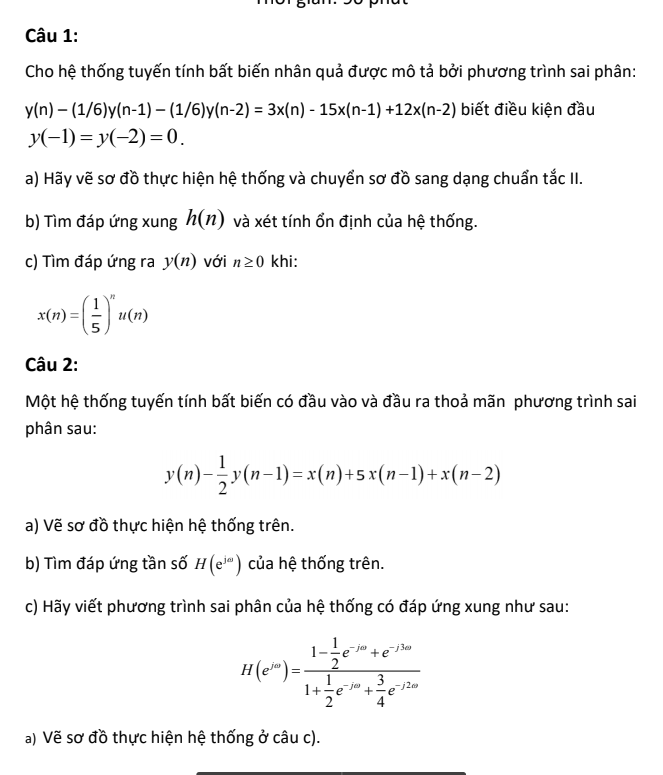 Câu 1:
Cho hệ thống tuyến tính bất biến nhân quả được mô tả bởi phương trình sai phân:
y(n) – (1/6)y(n-1) – (1/6)y(n-2) = 3x(n) - 15x(n-1) +12x(n-2) biết điều kiện đầu
y(−1) = y(−2) = 0 .
a) Hãy vẽ sơ đồ thực hiện hệ thống và chuyển sơ đồ sang dạng chuẩn tắc II.
b) Tìm đáp ứng xung h(n) và xét tính ổn định của hệ thống.
c) Tìm đáp ứng ra y(n) với n ≥ 0 khi:
x(n) = (1/5)^n u(n)
Câu 2:
Một hệ thống tuyến tính bất biến có đầu vào và đầu ra thoả mãn phương trình sai
phân sau:
y(n) − 1/2 y(n−1) = x(n) + 5x(n−1) + x(n−2)
a) Vẽ sơ đồ thực hiện hệ thống trên.
b) Tìm đáp ứng tần số H(e^{jω}) của hệ thống trên.
c) Hãy viết phương trình sai phân của hệ thống có đáp ứng xung như sau:
H(e^{jω}) = (1 − 1/2 e^{−jω} + e^{−j3ω}) / (1 + 1/2 e^{−jω} + 3/4 e^{−j2ω})
a) Vẽ sơ đồ thực hiện hệ thống ở câu c).